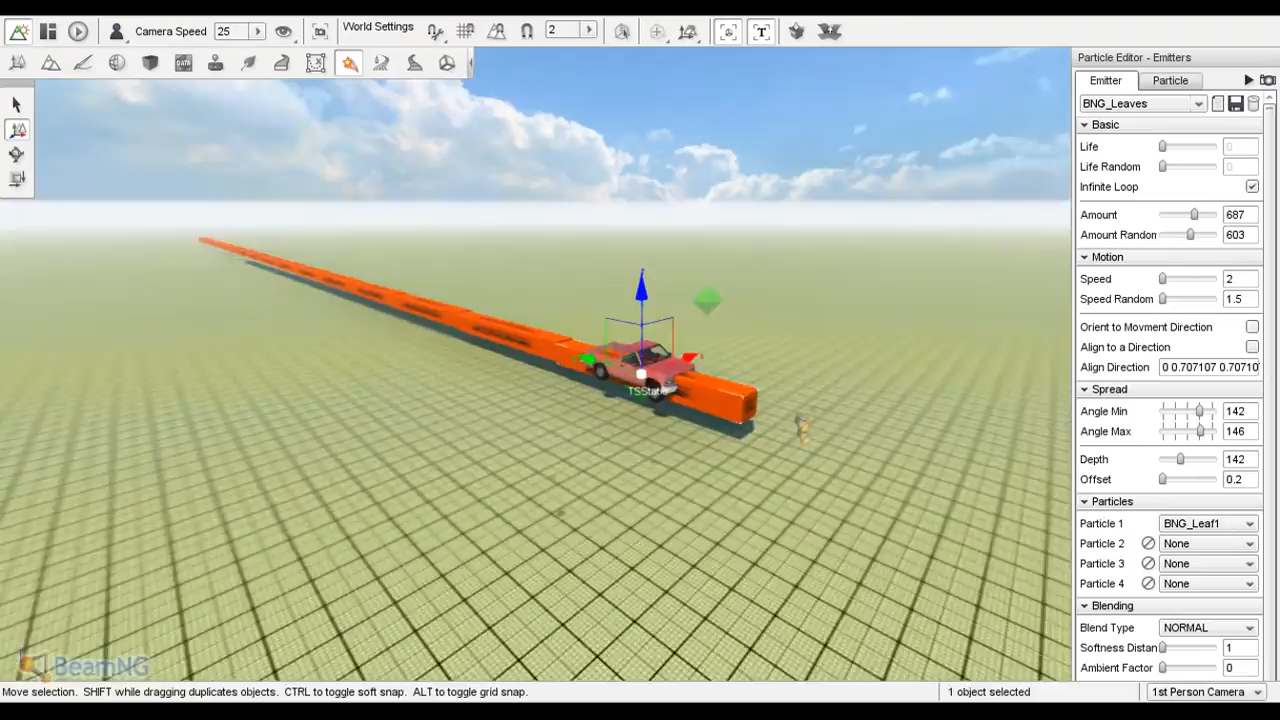 Camera Speed 25 World Settings 2
T
DATA
Particle Editor - Emitters
Emitter Particle
BNG_Leaves
Basic
Life 0
Life Random 0
Infinite Loop
Amount 687
Amount Random 603
Motion
Speed 2
Speed Random 1.5
Orient to Movment Direction
Align to a Direction
Align Direction 0 0.707107 0.70710
Spread
Angle Min 142
Angle Max 146
Depth 142
Offset 0.2
Particles
Particle 1 BNG_Leaf1
Particle 2 None
Particle 3 None
Particle 4 None
Blending
Blend Type NORMAL
Softness Distan 1
Ambient Factor 0
TSStatic
BeamNG
Move selection. SHIFT while dragging duplicates objects. CTRL to toggle soft snap. ALT to toggle grid snap.
1 object selected
1st Person Camera